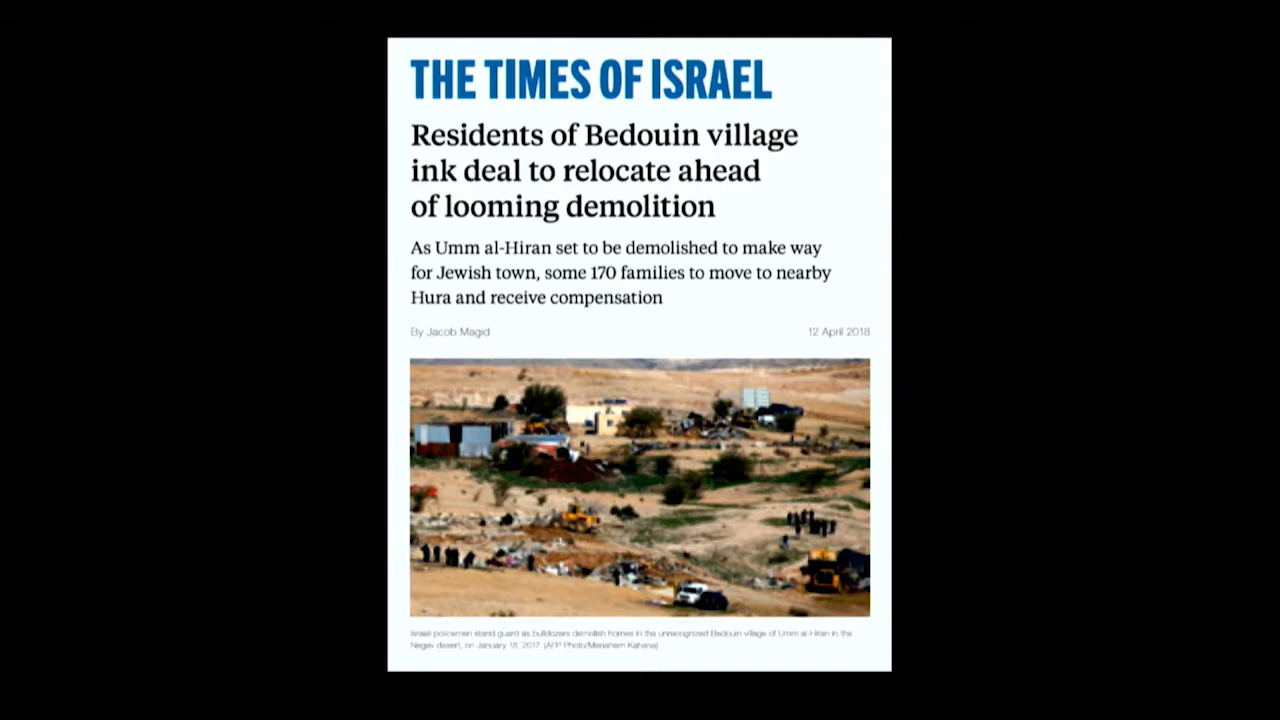 THE TIMES OF ISRAEL
Residents of Bedouin village
ink deal to relocate ahead
of looming demolition
As Umm al-Hiran set to be demolished to make way
for Jewish town, some 170 families to move to nearby
Hura and receive compensation
By Jacob Magid
12 April 2018
Israeli policemen stand guard as bulldozers demolish homes in the unrecognized Bedouin village of Umm al-Hiran in the
Negev desert, on January 18, 2017. (AFP Photo/Menahem Kahana)